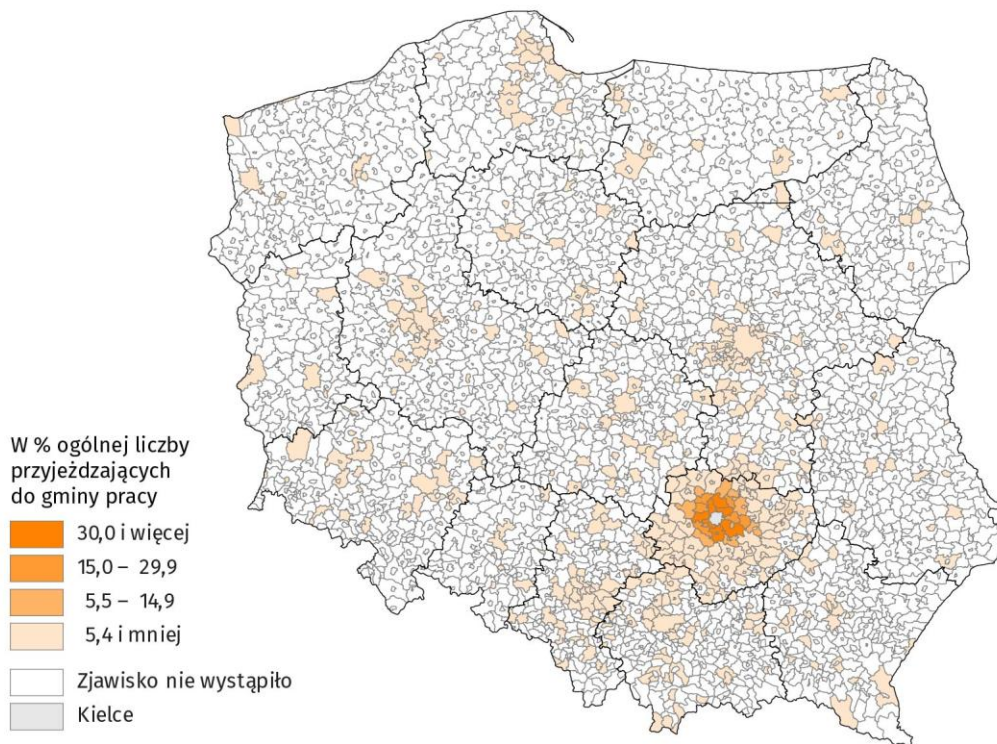 W % ogólnej liczby
przyjeżdzających
do gminy pracy
30,0 i więcej
15,0 – 29,9
5,5 – 14,9
5,4 i mniej
Zjawisko nie wystąpiło
Kielce